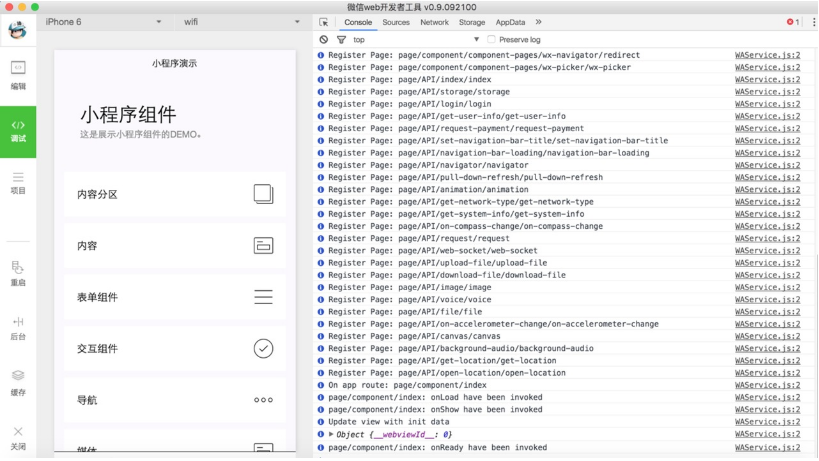 微信web开发者工具 v0.9.092100
iPhone 6
wifi
Console Sources Network Storage AppData » 1
top
Preserve log
编辑
调试
项目
重启
后台
缓存
关闭
小程序演示
小程序组件
这是展示小程序组件的DEMO。
内容分区
内容
表单组件
交互组件
导航
媒体
Register Page: page/component/component-pages/wx-navigator/redirect WAService.js:2
Register Page: page/component/component-pages/wx-picker/wx-picker WAService.js:2
Register Page: page/API/index/index WAService.js:2
Register Page: page/API/storage/storage WAService.js:2
Register Page: page/API/login/login WAService.js:2
Register Page: page/API/get-user-info/get-user-info WAService.js:2
Register Page: page/API/request-payment/request-payment WAService.js:2
Register Page: page/API/set-navigation-bar-title/set-navigation-bar-title WAService.js:2
Register Page: page/API/navigation-bar-loading/navigation-bar-loading WAService.js:2
Register Page: page/API/navigator/navigator WAService.js:2
Register Page: page/API/pull-down-refresh/pull-down-refresh WAService.js:2
Register Page: page/API/animation/animation WAService.js:2
Register Page: page/API/get-network-type/get-network-type WAService.js:2
Register Page: page/API/get-system-info/get-system-info WAService.js:2
Register Page: page/API/on-compass-change/on-compass-change WAService.js:2
Register Page: page/API/request/request WAService.js:2
Register Page: page/API/web-socket/web-socket WAService.js:2
Register Page: page/API/upload-file/upload-file WAService.js:2
Register Page: page/API/download-file/download-file WAService.js:2
Register Page: page/API/image/image WAService.js:2
Register Page: page/API/voice/voice WAService.js:2
Register Page: page/API/file/file WAService.js:2
Register Page: page/API/on-accelerometer-change/on-accelerometer-change WAService.js:2
Register Page: page/API/canvas/canvas WAService.js:2
Register Page: page/API/background-audio/background-audio WAService.js:2
Register Page: page/API/get-location/get-location WAService.js:2
Register Page: page/API/open-location/open-location WAService.js:2
On app route: page/component/index WAService.js:2
page/component/index: onLoad have been invoked WAService.js:2
page/component/index: onShow have been invoked WAService.js:2
Update view with init data WAService.js:2
Object {__webviewId__: 0} WAService.js:2
page/component/index: onReady have been invoked WAService.js:2